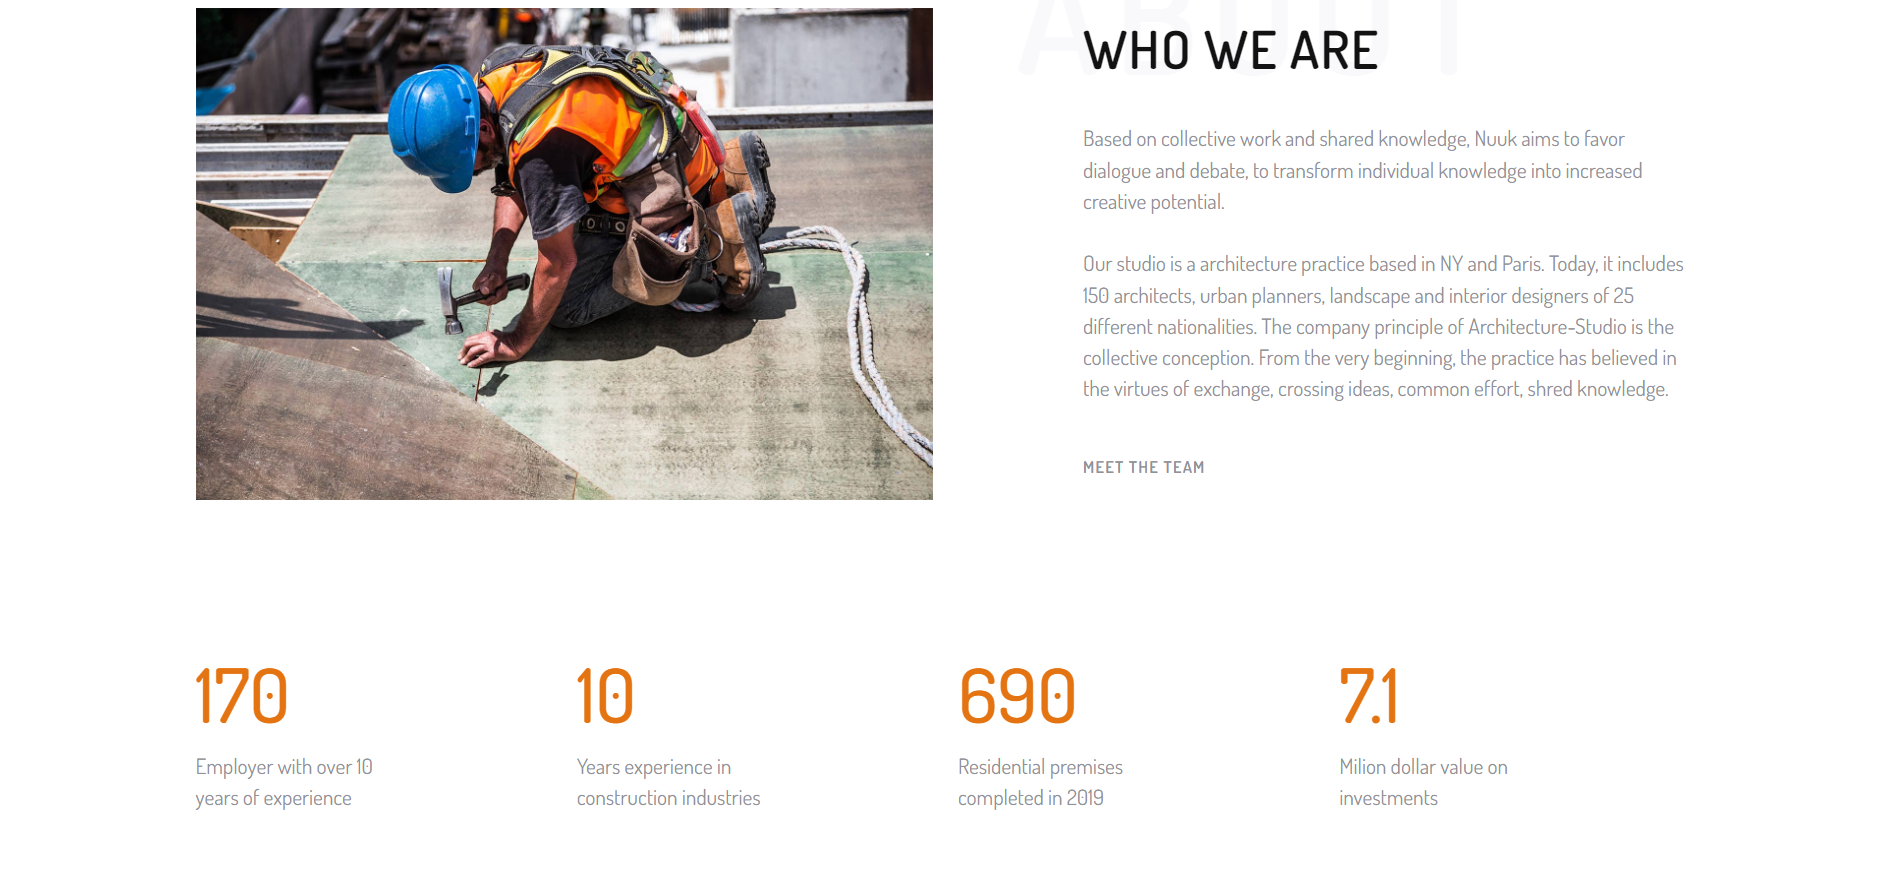 ABOUT
WHO WE ARE
Based on collective work and shared knowledge, Nuuk aims to favor
dialogue and debate, to transform individual knowledge into increased
creative potential.
Our studio is a architecture practice based in NY and Paris. Today, it includes
150 architects, urban planners, landscape and interior designers of 25
different nationalities. The company principle of Architecture-Studio is the
collective conception. From the very beginning, the practice has believed in
the virtues of exchange, crossing ideas, common effort, shred knowledge.
MEET THE TEAM
170
Employer with over 10
years of experience
10
Years experience in
construction industries
690
Residential premises
completed in 2019
7.1
Milion dollar value on
investments